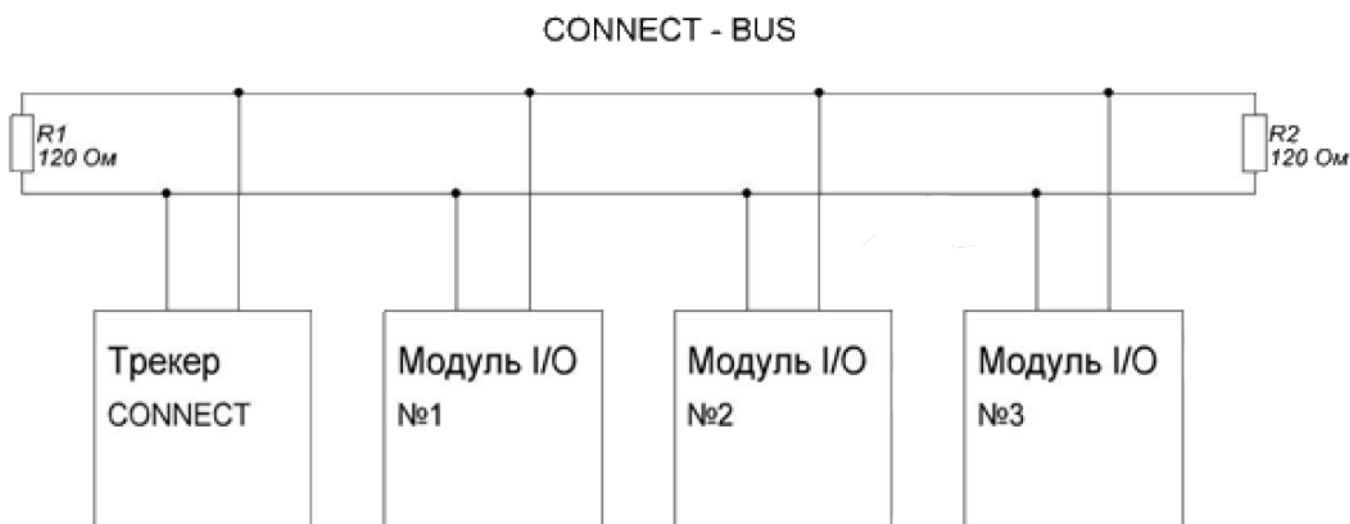 CONNECT - BUS
R1
120 Ом
R2
120 Ом
Трекер
CONNECT
Модуль I/O
№1
Модуль I/O
№2
Модуль I/O
№3